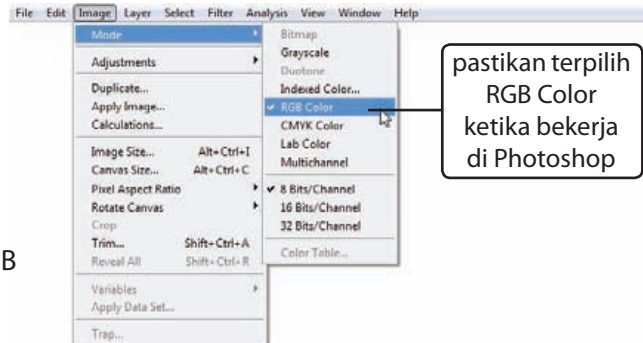 File Edit Image Layer Select Filter Analysis View Window Help
Mode
Adjustments
Duplicate...
Apply Image...
Calculations...
Image Size... Alt+Ctrl+I
Canvas Size... Alt+Ctrl+C
Pixel Aspect Ratio
Rotate Canvas
Crop
Trim... Shift+Ctrl+A
Reveal All Shift+Ctrl+R
Variables
Apply Data Set...
Trap...
Bitmap
Grayscale
Duotone
Indexed Color...
RGB Color
CMYK Color
Lab Color
Multichannel
8 Bits/Channel
16 Bits/Channel
32 Bits/Channel
Color Table...
pastikan terpilih
RGB Color
ketika bekerja
di Photoshop
B